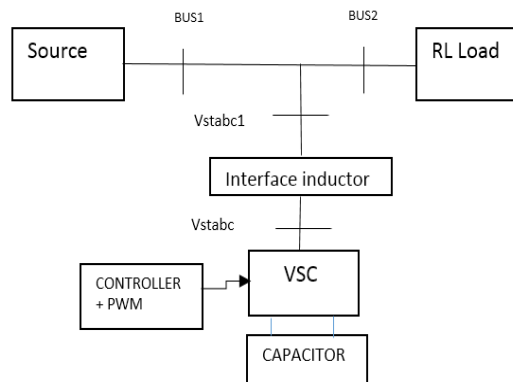 BUS1
BUS2
Source
RL Load
Vstabc1
Interface inductor
Vstabc
VSC
CONTROLLER
+ PWM
CAPACITOR